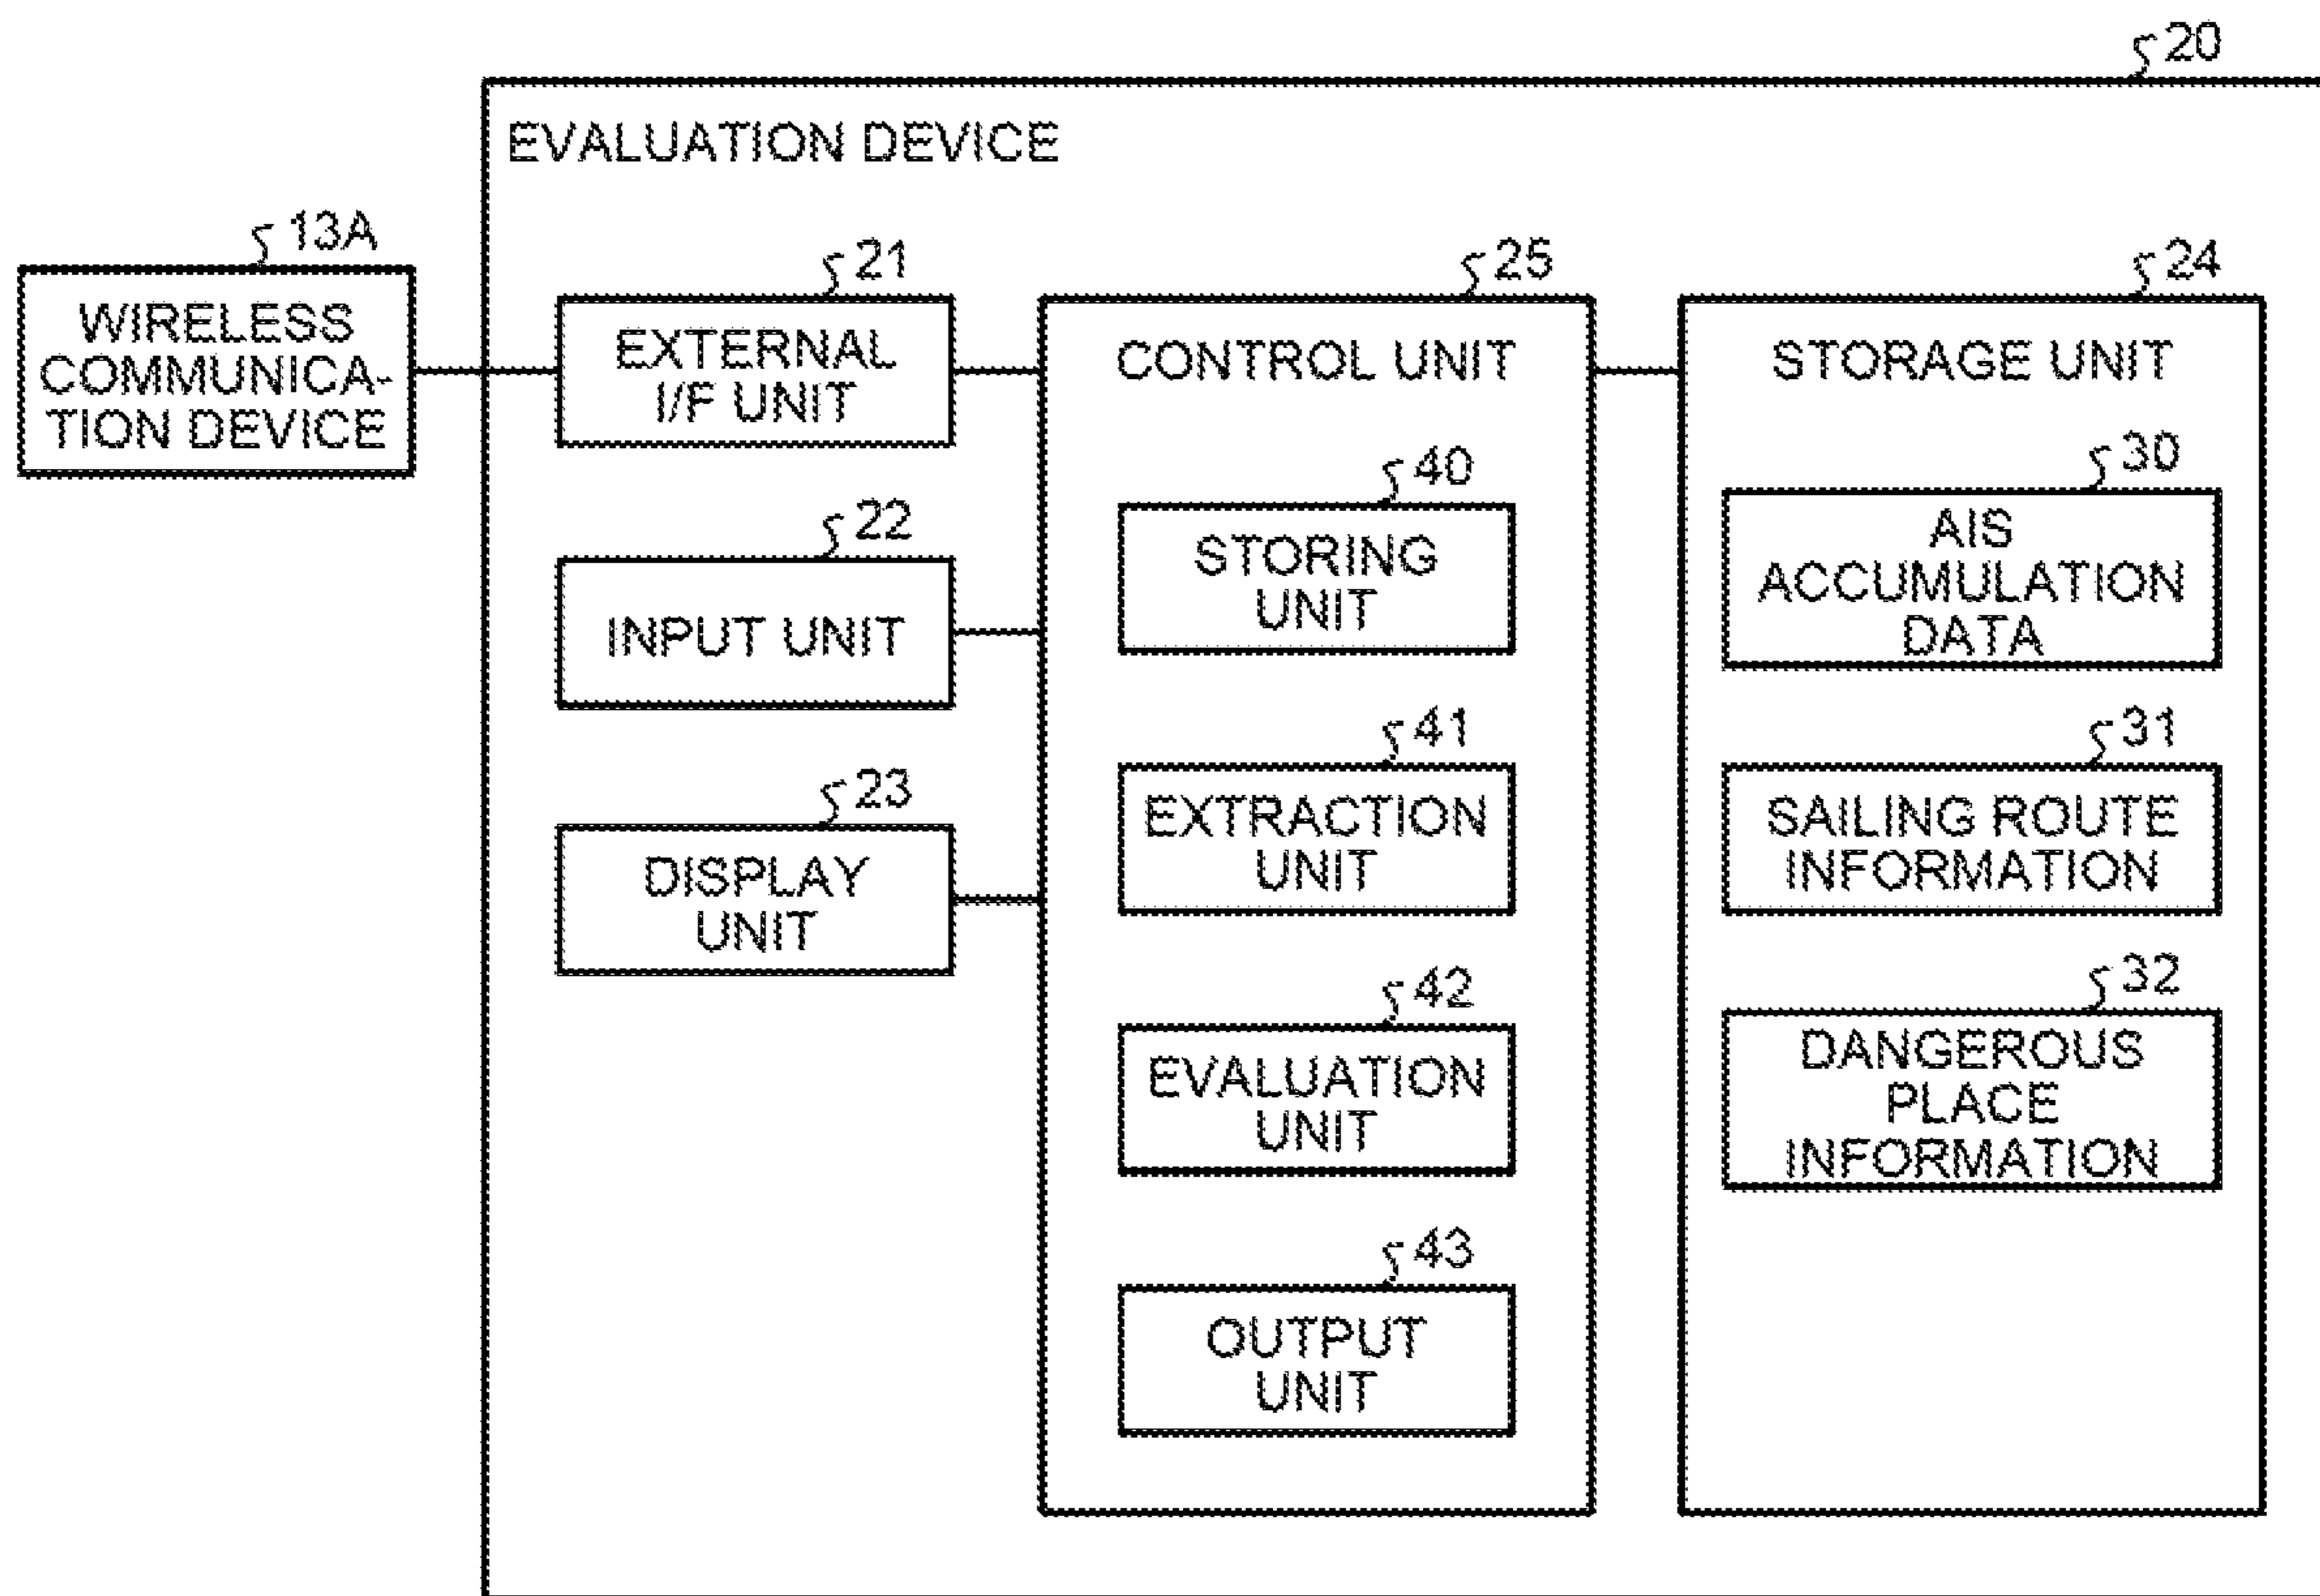 20
EVALUATION DEVICE
13A
WIRELESS
COMMUNICA-
TION DEVICE
21
EXTERNAL
I/F UNIT
22
INPUT UNIT
23
DISPLAY
UNIT
25
CONTROL UNIT
40
STORING
UNIT
41
EXTRACTION
UNIT
42
EVALUATION
UNIT
43
OUTPUT
UNIT
24
STORAGE UNIT
30
AIS
ACCUMULATION
DATA
31
SAILING ROUTE
INFORMATION
32
DANGEROUS
PLACE
INFORMATION